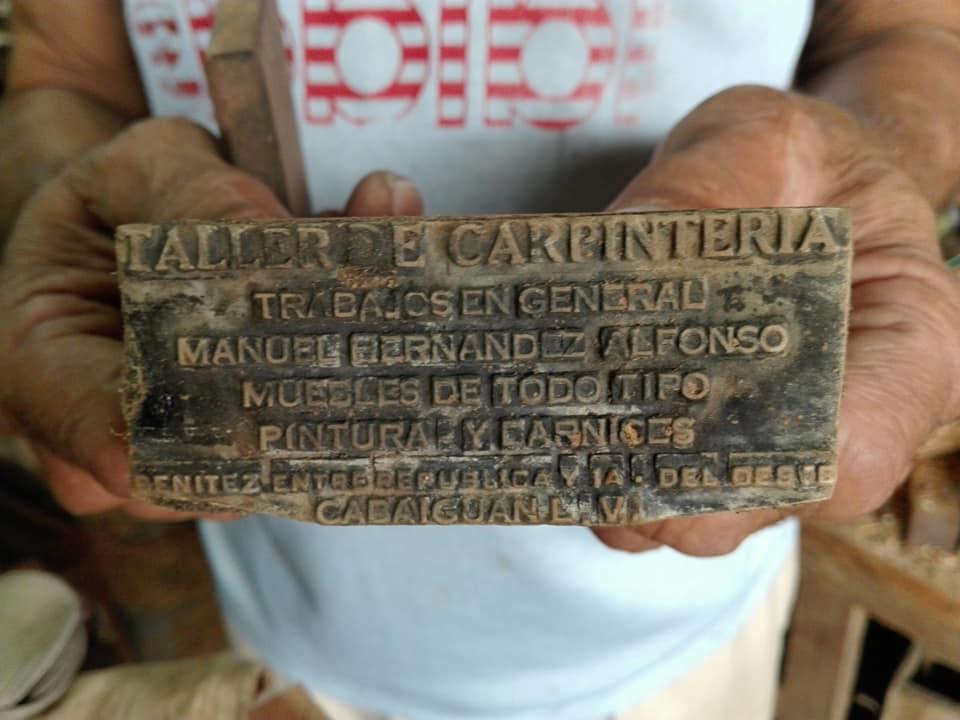 TALLER DE CARPINTERIA
TRABAJOS EN GENERAL
MANUEL HERNANDEZ ALFONSO
MUEBLES DE TODO TIPO
PINTURA Y BARNICES
BENITEZ ENTRE REPUBLICA Y 1A. DEL OESTE
CABAIGUAN L.V.